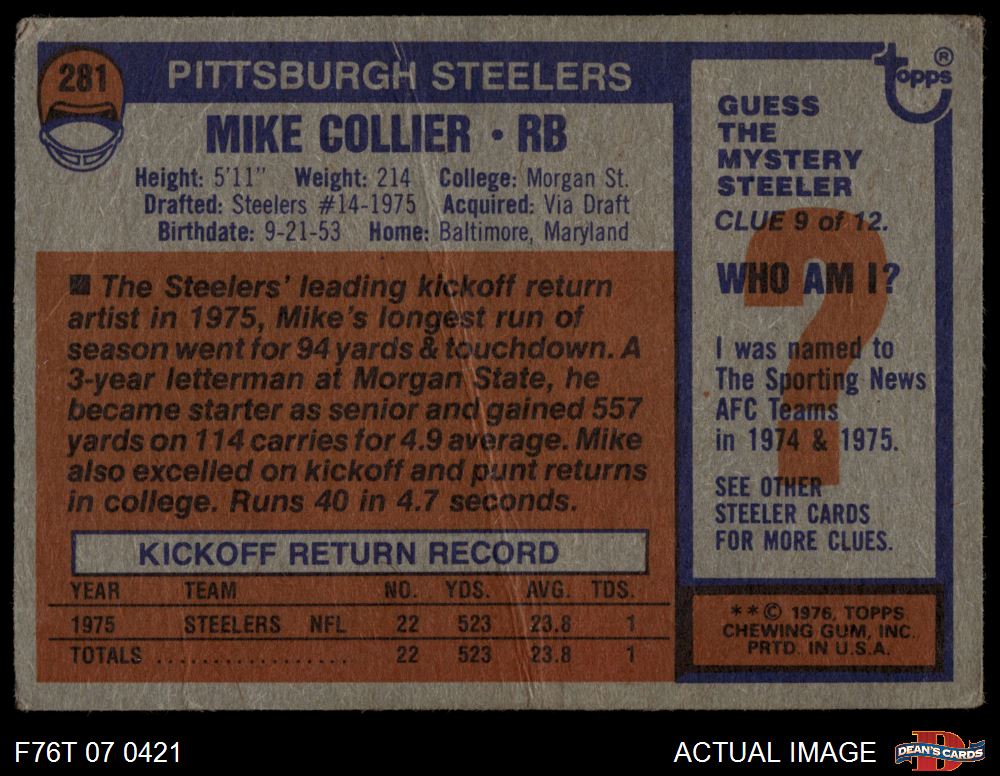 281
PITTSBURGH STEELERS
MIKE COLLIER • RB
Height: 5'11" Weight: 214 College: Morgan St.
Drafted: Steelers #14-1975 Acquired: Via Draft
Birthdate: 9-21-53 Home: Baltimore, Maryland
■ The Steelers' leading kickoff return
artist in 1975, Mike's longest run of
season went for 94 yards & touchdown. A
3-year letterman at Morgan State, he
became starter as senior and gained 557
yards on 114 carries for 4.9 average. Mike
also excelled on kickoff and punt returns
in college. Runs 40 in 4.7 seconds.
KICKOFF RETURN RECORD
YEAR TEAM NO. YDS. AVG. TDS.
1975 STEELERS NFL 22 523 23.8 1
TOTALS .................. 22 523 23.8 1
topps ®
GUESS
THE
MYSTERY
STEELER
CLUE 9 of 12.
?
WHO AM I?
I was named to
The Sporting News
AFC Teams
in 1974 & 1975.
SEE OTHER
STEELER CARDS
FOR MORE CLUES.
**© 1976, TOPPS
CHEWING GUM, INC.
PRTD. IN U.S.A.
F76T 07 0421
ACTUAL IMAGE
D
DEAN'S CARDS